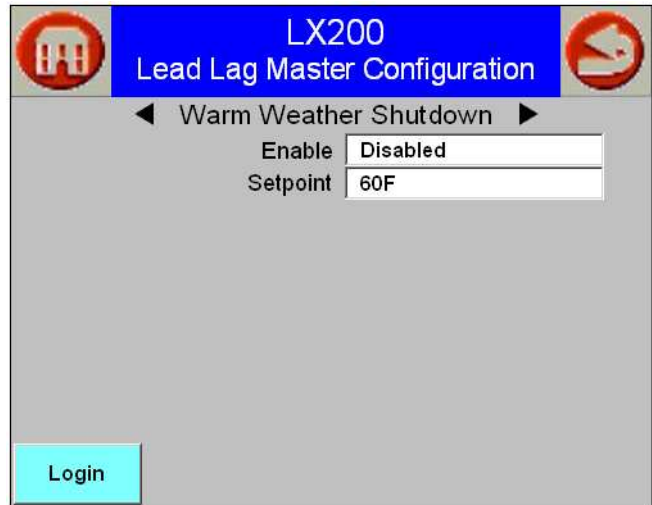 LX200
Lead Lag Master Configuration
Warm Weather Shutdown
Enable Disabled
Setpoint 60F
Login